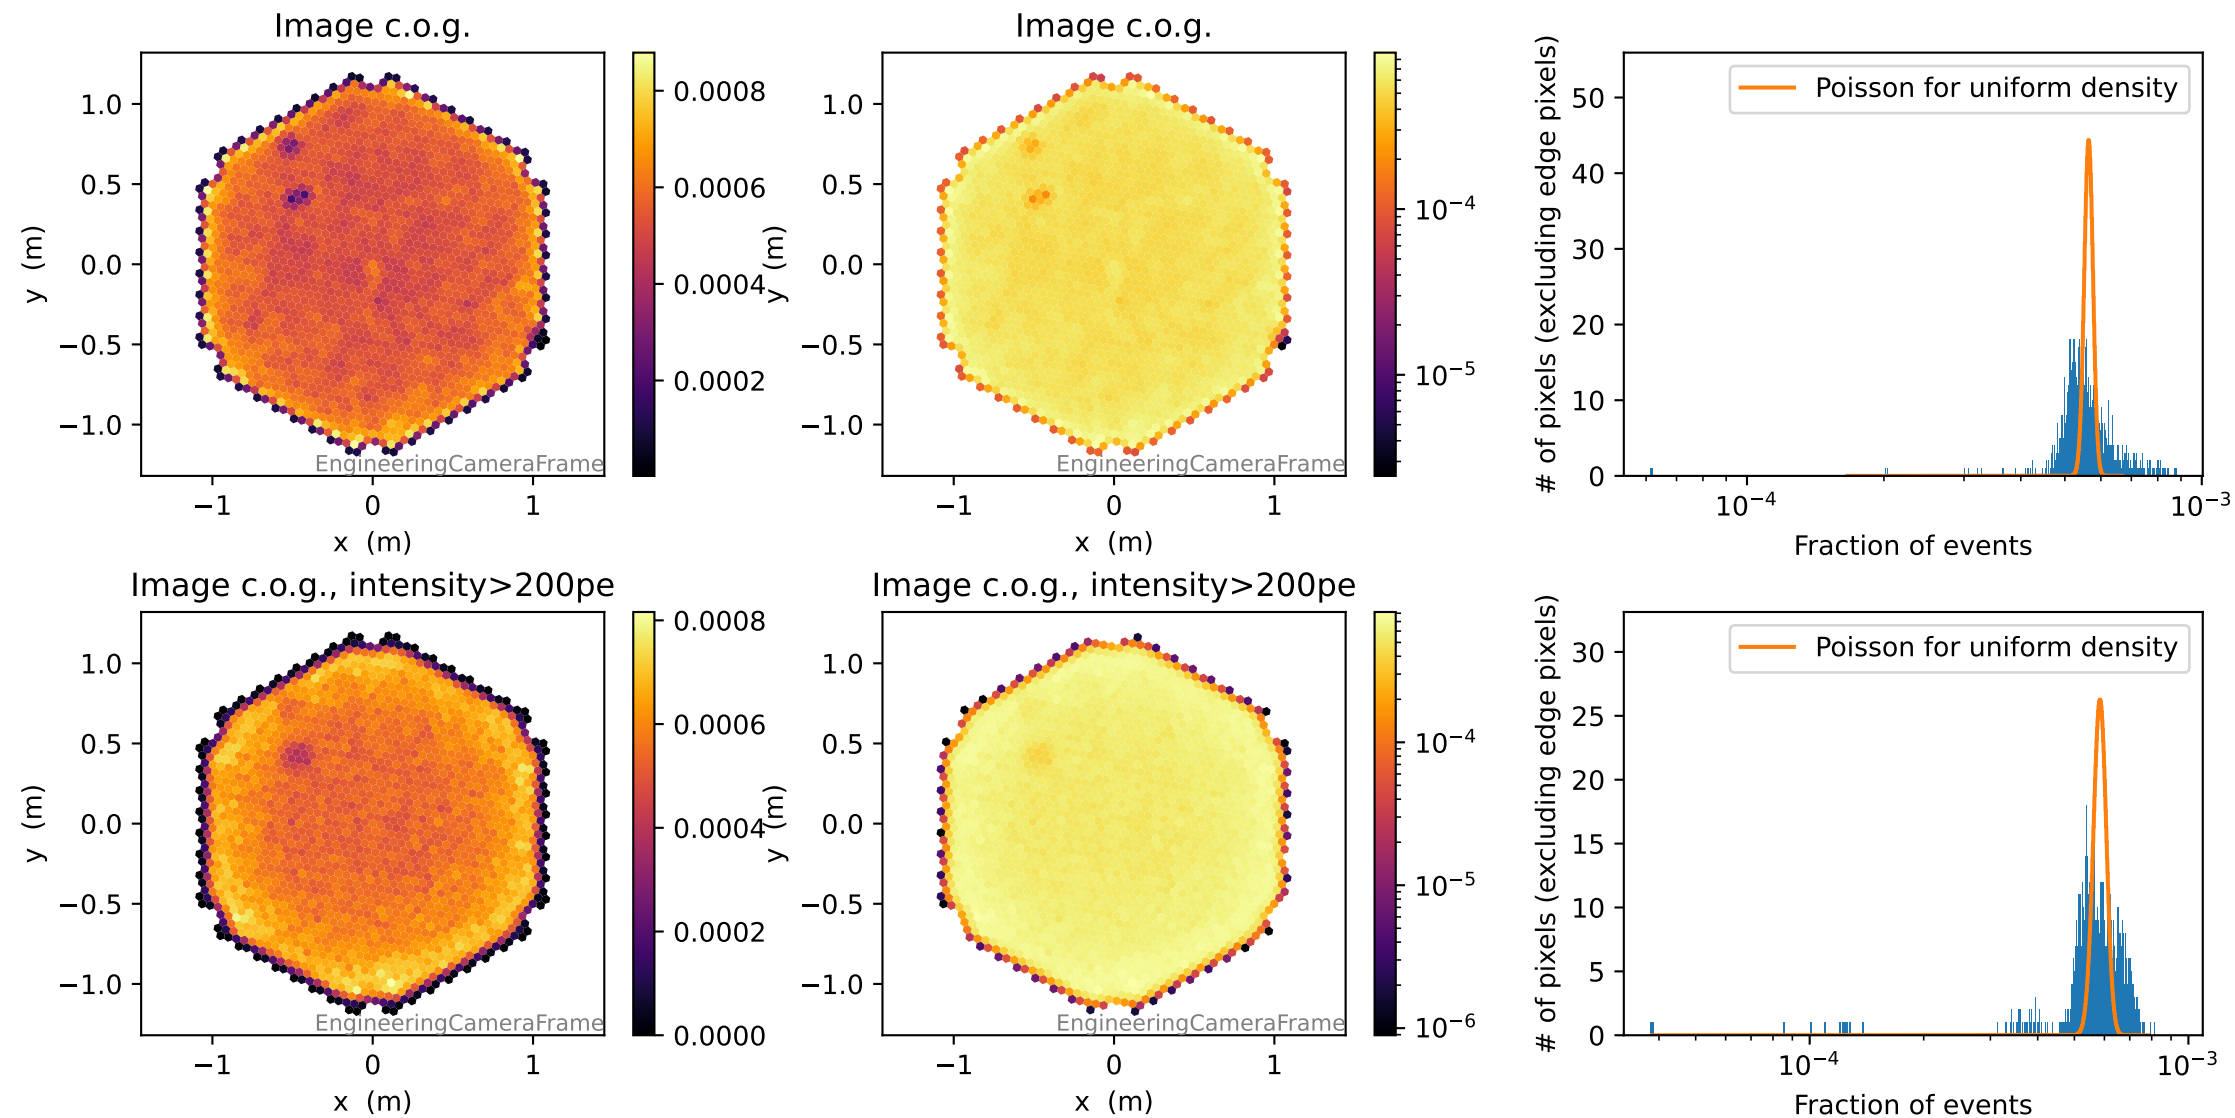 Image c.o.g.
y (m)
1.0
0.5
0.0
−0.5
−1.0
EngineeringCameraFrame
−1 0 1
x (m)
0.0008
0.0006
0.0004
0.0002
Image c.o.g.
y (m)
1.0
0.5
0.0
−0.5
−1.0
EngineeringCameraFrame
−1 0 1
x (m)
10⁻⁴
10⁻⁵
# of pixels (excluding edge pixels)
50
40
30
20
10
0
Poisson for uniform density
10⁻⁴ 10⁻³
Fraction of events
Image c.o.g., intensity>200pe
y (m)
1.0
0.5
0.0
−0.5
−1.0
EngineeringCameraFrame
−1 0 1
x (m)
0.0008
0.0006
0.0004
0.0002
0.0000
Image c.o.g., intensity>200pe
y (m)
1.0
0.5
0.0
−0.5
−1.0
EngineeringCameraFrame
−1 0 1
x (m)
10⁻⁴
10⁻⁵
10⁻⁶
# of pixels (excluding edge pixels)
30
25
20
15
10
5
0
Poisson for uniform density
10⁻⁴ 10⁻³
Fraction of events